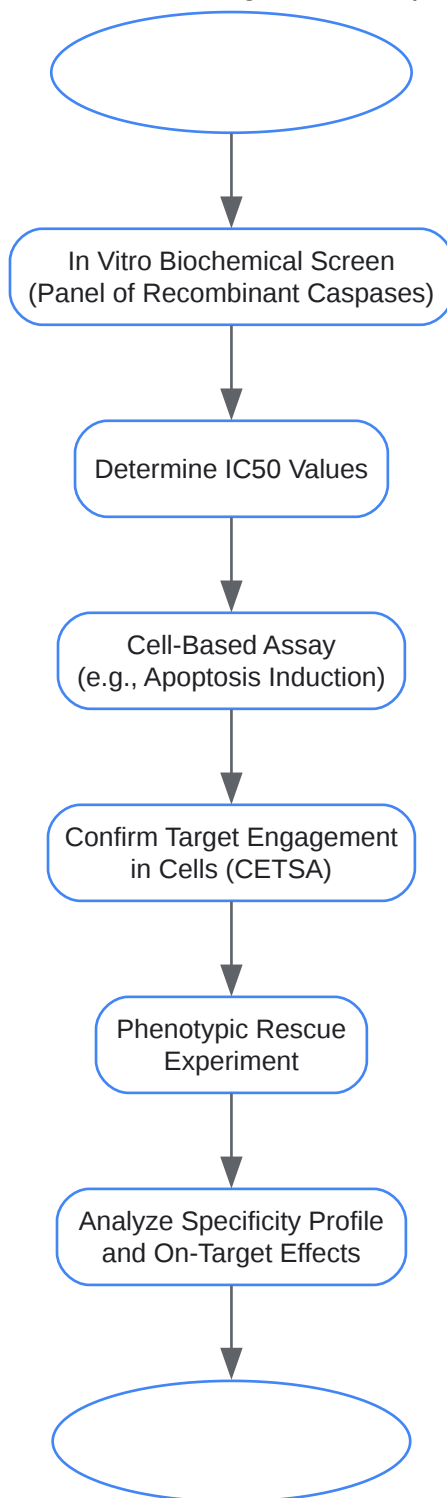 In Vitro Biochemical Screen
(Panel of Recombinant Caspases)
Determine IC50 Values
Cell-Based Assay
(e.g., Apoptosis Induction)
Confirm Target Engagement
in Cells (CETSA)
Phenotypic Rescue
Experiment
Analyze Specificity Profile
and On-Target Effects